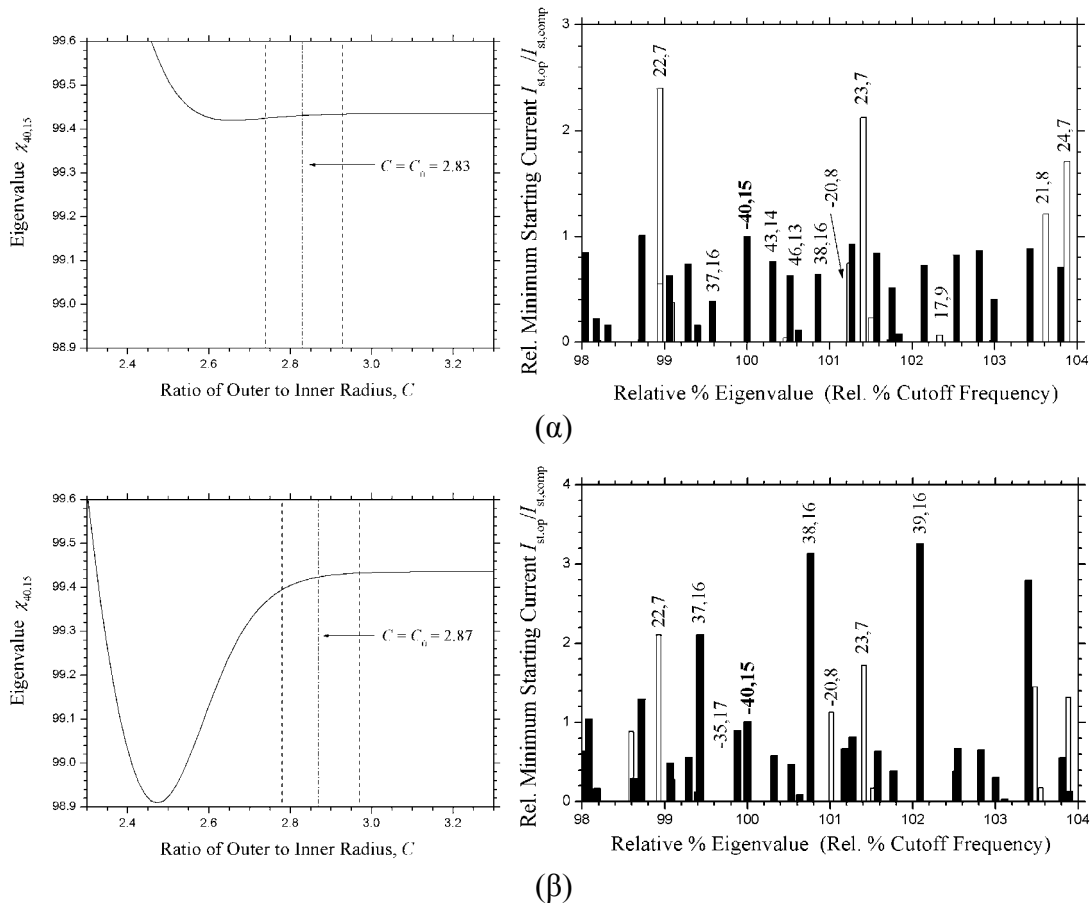 99.6
99.5
99.4
99.3
99.2
99.1
99.0
98.9
Eigenvalue χ40,15
C = C0 = 2.83
2.4 2.6 2.8 3.0 3.2
Ratio of Outer to Inner Radius, C
Rel. Minimum Starting Current Ist,op/Ist,comp
3
2
1
0
22,7
37,16
-40,15
43,14
46,13
38,16
-20,8
23,7
17,9
21,8
24,7
98 99 100 101 102 103 104
Relative % Eigenvalue (Rel. % Cutoff Frequency)
(α)
99.6
99.5
99.4
99.3
99.2
99.1
99.0
98.9
Eigenvalue χ40,15
C = C0 = 2.87
2.4 2.6 2.8 3.0 3.2
Ratio of Outer to Inner Radius, C
Rel. Minimum Starting Current Ist,op/Ist,comp
4
3
2
1
0
22,7
37,16
-35,17
-40,15
38,16
-20,8
23,7
39,16
98 99 100 101 102 103 104
Relative % Eigenvalue (Rel. % Cutoff Frequency)
(β)